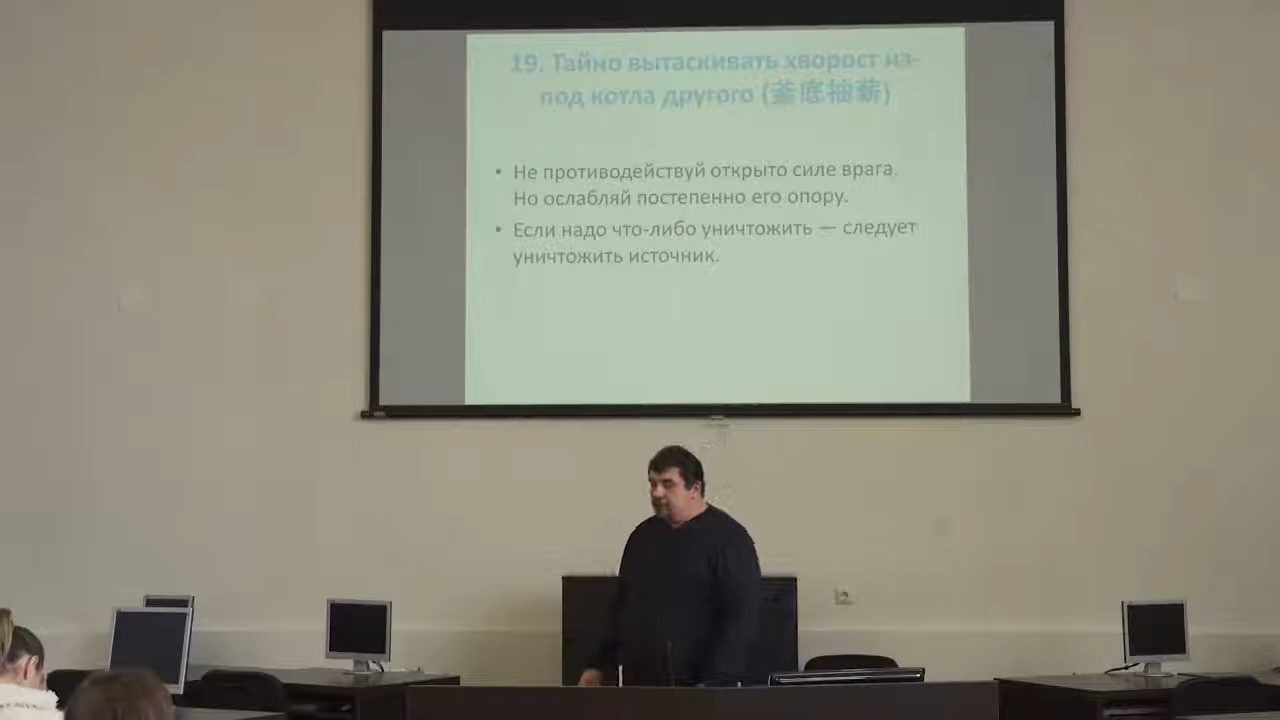 19. Тайно вытаскивать хворост из-
под котла другого (釜底抽薪)
• Не противодействуй открыто силе врага.
Но ослабляй постепенно его опору.
• Если надо что-либо уничтожить — следует
уничтожить источник.